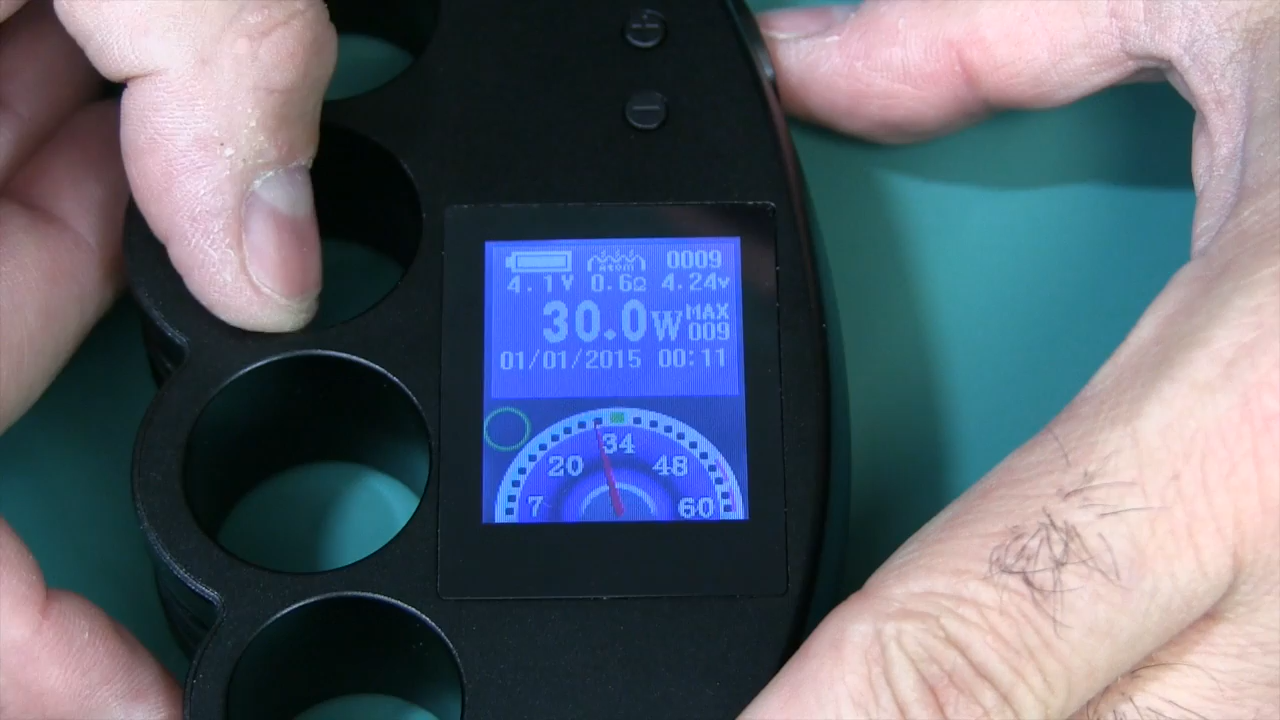 +
-
atom 0009
4.1V 0.6Ω 4.24v
30.0W MAX
009
01/01/2015 00:11
34
20 48
7 60